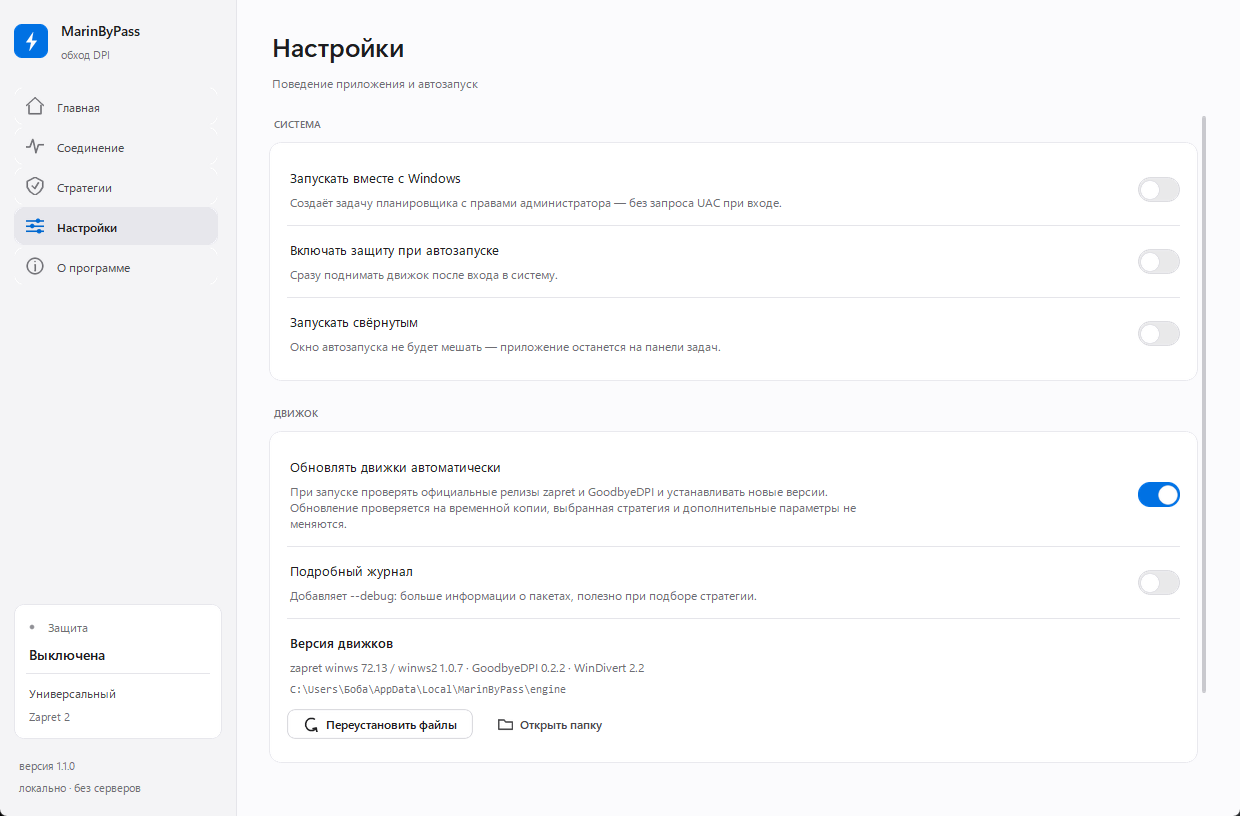 MarinByPass
обход DPI
Главная
Соединение
Стратегии
Настройки
О программе
Защита
Выключена
Универсальный
Zapret 2
версия 1.1.0
локально · без серверов
Настройки
Поведение приложения и автозапуск
СИСТЕМА
Запускать вместе с Windows
Создаёт задачу планировщика с правами администратора — без запроса UAC при входе.
Включать защиту при автозапуске
Сразу поднимать движок после входа в систему.
Запускать свёрнутым
Окно автозапуска не будет мешать — приложение останется на панели задач.
ДВИЖОК
Обновлять движки автоматически
При запуске проверять официальные релизы zapret и GoodbyeDPI и устанавливать новые версии.
Обновление проверяется на временной копии, выбранная стратегия и дополнительные параметры не
меняются.
Подробный журнал
Добавляет --debug: больше информации о пакетах, полезно при подборе стратегии.
Версия движков
zapret winws 72.13 / winws2 1.0.7 · GoodbyeDPI 0.2.2 · WinDivert 2.2
C:\Users\Боба\AppData\Local\MarinByPass\engine
Переустановить файлы
Открыть папку